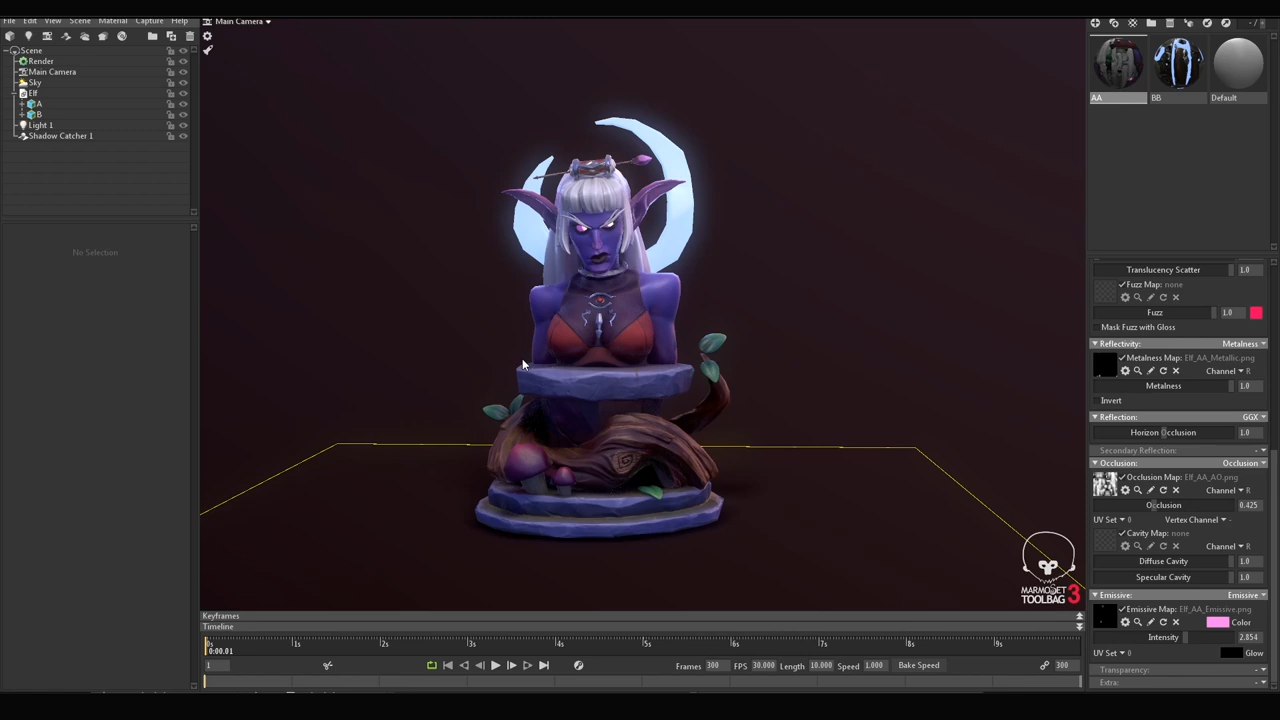 File Edit View Scene Material Capture Help
Main Camera
Scene
Render
Main Camera
Sky
Elf
A
B
Light 1
Shadow Catcher 1
No Selection
MARMOSET
TOOLBAG 3
Keyframes
Timeline
0s 1s 2s 3s 4s 5s 6s 7s 8s 9s
0:00.01
1 Frames 300 FPS 30.000 Length 10.000 Speed 1.000 Bake Speed 300
AA BB Default
Translucency Scatter 1.0
Fuzz Map: none
Fuzz 1.0
Mask Fuzz with Gloss
Reflectivity: Metalness
Metalness Map: Elf_AA_Metallic.png
Channel R
Metalness 1.0
Invert
Reflection: GGX
Horizon Occlusion 1.0
Secondary Reflection: -
Occlusion: Occlusion
Occlusion Map: Elf_AA_AO.png
Channel R
Occlusion 0.425
UV Set 0 Vertex Channel -
Cavity Map: none
Channel R
Diffuse Cavity 1.0
Specular Cavity 1.0
Emissive: Emissive
Emissive Map: Elf_AA_Emissive.png
Color
Intensity 2.854
UV Set 0 Glow
Transparency: -
Extra: -